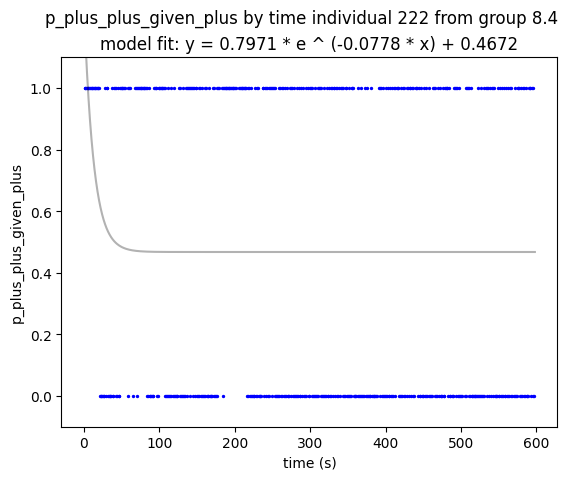 p_plus_plus_given_plus by time individual 222 from group 8.4
model fit: y = 0.7971 * e ^ (-0.0778 * x) + 0.4672
1.0
0.8
0.6
0.4
0.2
0.0
p_plus_plus_given_plus
0 100 200 300 400 500 600
time (s)